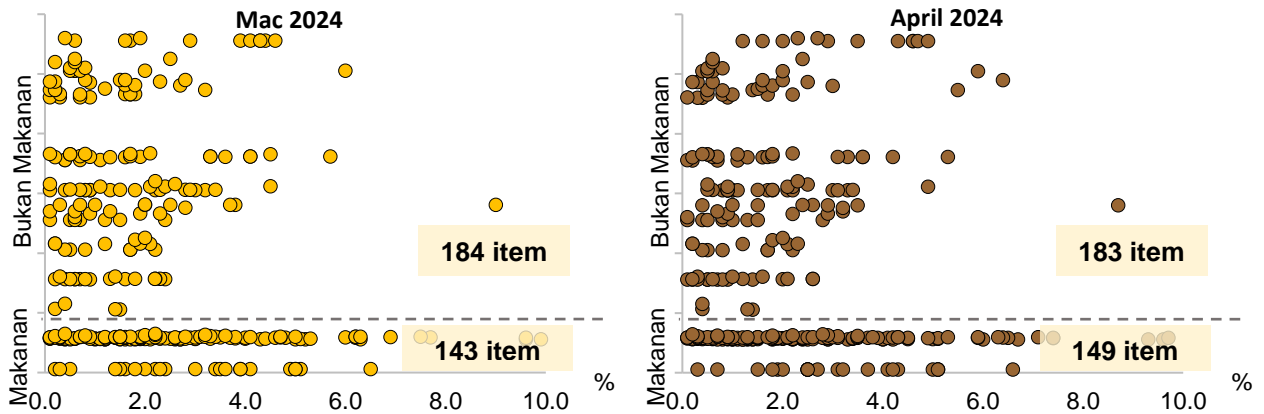 Mac 2024
Bukan Makanan
184 item
Makanan
143 item
0.0 2.0 4.0 6.0 8.0 10.0
%
April 2024
Bukan Makanan
183 item
Makanan
149 item
0.0 2.0 4.0 6.0 8.0 10.0
%